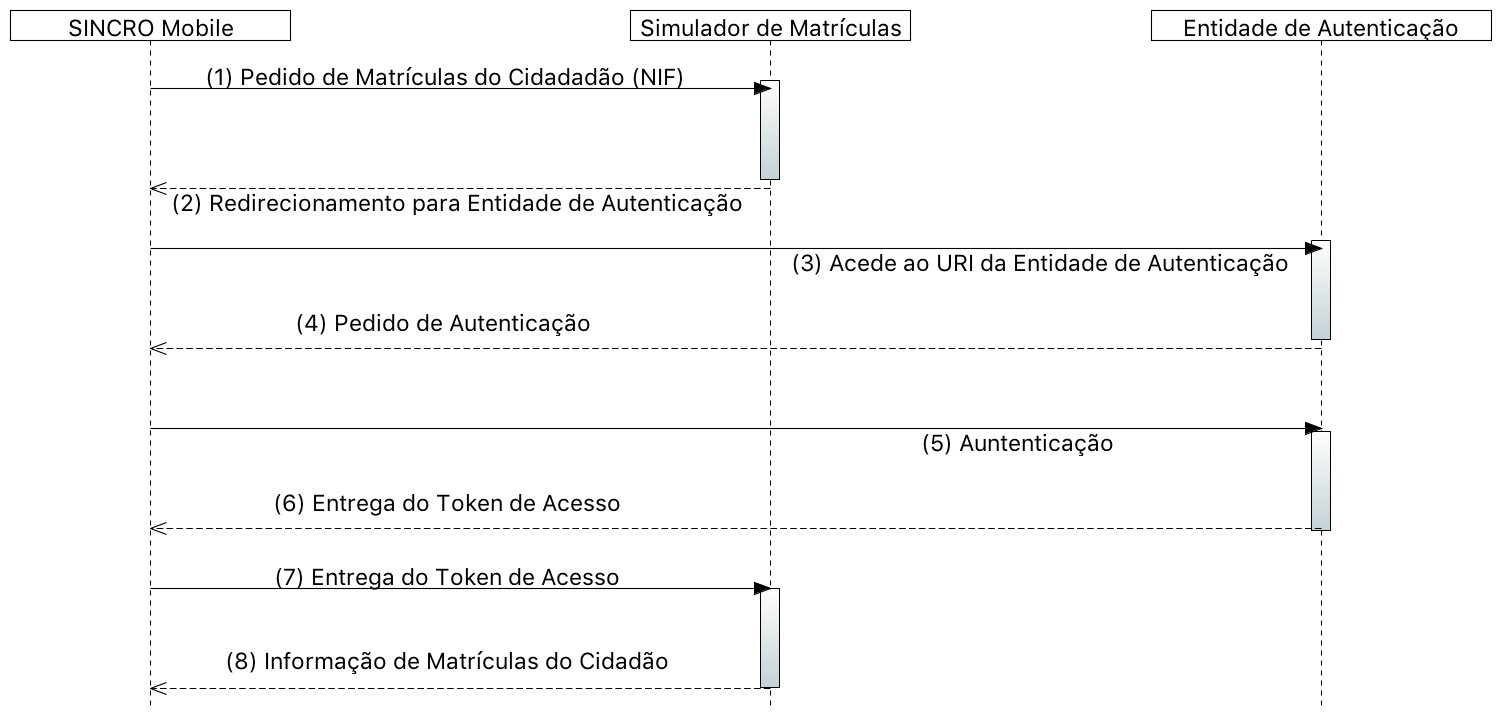 SINCRO Mobile
Simulador de Matrículas
Entidade de Autenticação
(1) Pedido de Matrículas do Cidadadão (NIF)
(2) Redirecionamento para Entidade de Autenticação
(3) Acede ao URI da Entidade de Autenticação
(4) Pedido de Autenticação
(5) Auntenticação
(6) Entrega do Token de Acesso
(7) Entrega do Token de Acesso
(8) Informação de Matrículas do Cidadão